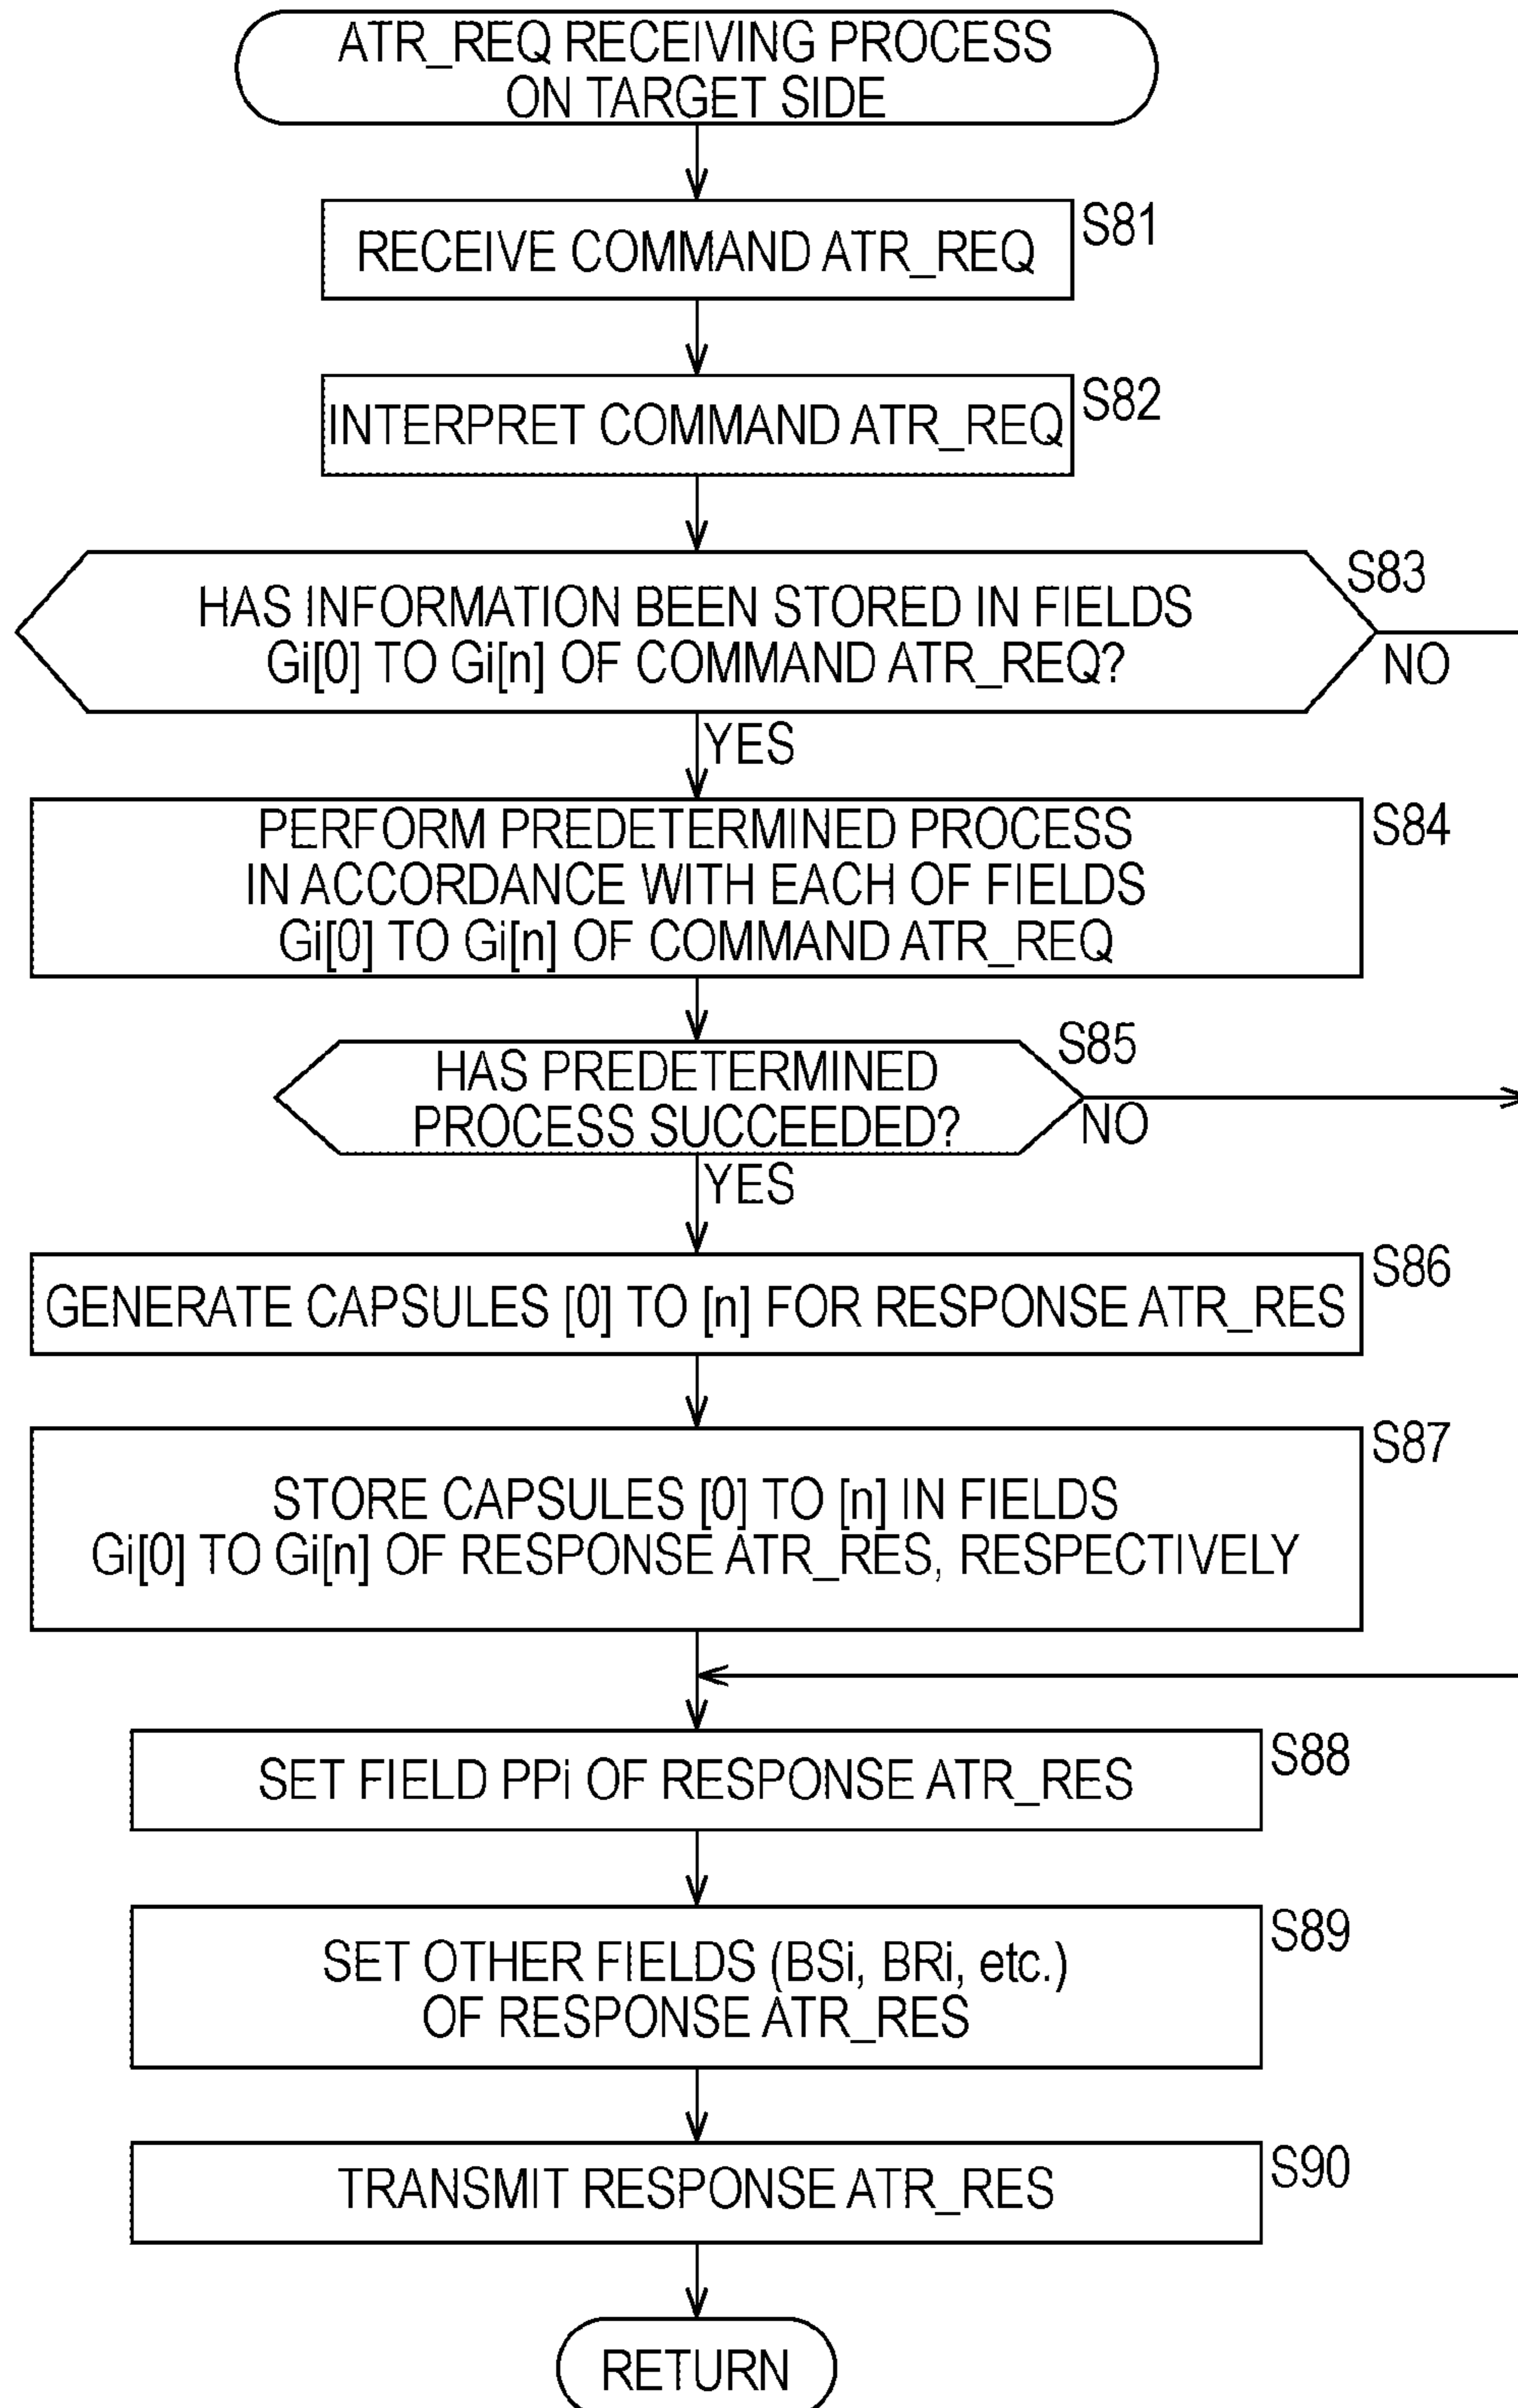 ATR_REQ RECEIVING PROCESS
ON TARGET SIDE
S81
RECEIVE COMMAND ATR_REQ
S82
INTERPRET COMMAND ATR_REQ
S83
HAS INFORMATION BEEN STORED IN FIELDS
Gi[0] TO Gi[n] OF COMMAND ATR_REQ?
NO
YES
S84
PERFORM PREDETERMINED PROCESS
IN ACCORDANCE WITH EACH OF FIELDS
Gi[0] TO Gi[n] OF COMMAND ATR_REQ
S85
HAS PREDETERMINED
PROCESS SUCCEEDED?
NO
YES
S86
GENERATE CAPSULES [0] TO [n] FOR RESPONSE ATR_RES
S87
STORE CAPSULES [0] TO [n] IN FIELDS
Gi[0] TO Gi[n] OF RESPONSE ATR_RES, RESPECTIVELY
S88
SET FIELD PPi OF RESPONSE ATR_RES
S89
SET OTHER FIELDS (BSi, BRi, etc.)
OF RESPONSE ATR_RES
S90
TRANSMIT RESPONSE ATR_RES
RETURN